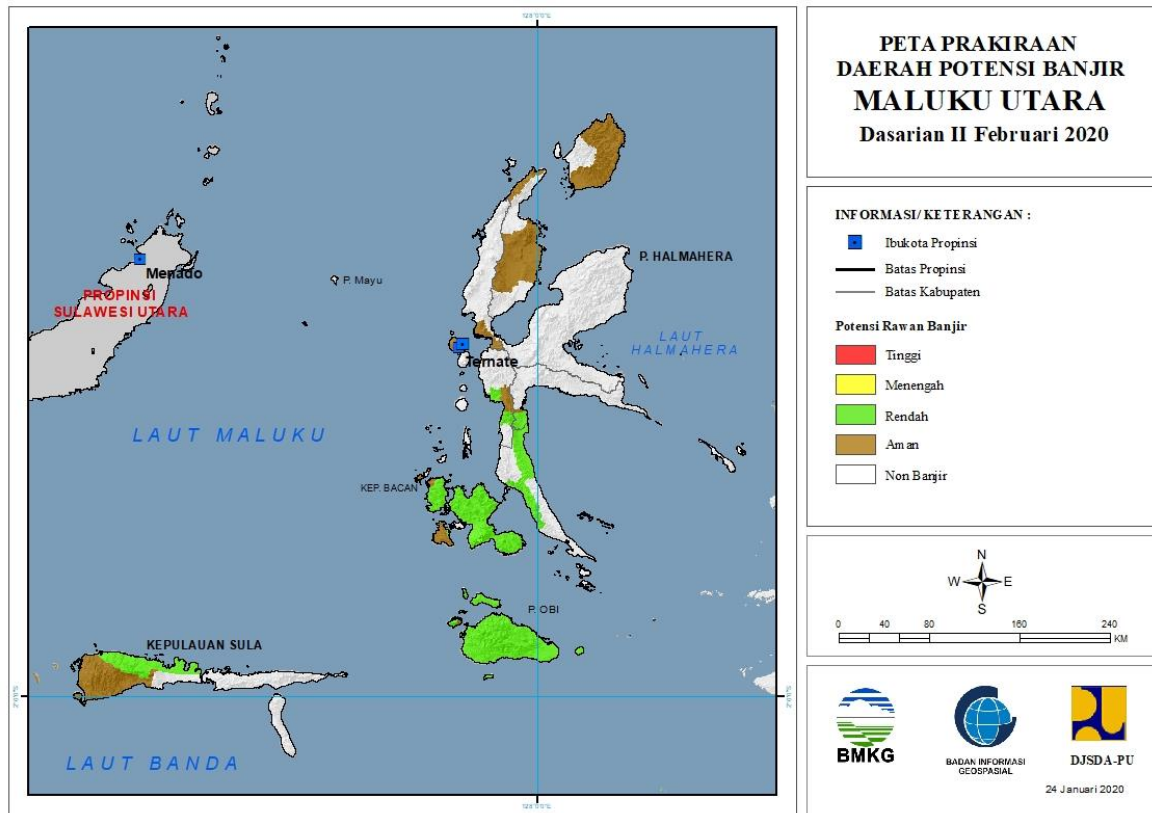 PETA PRAKIRAAN
DAERAH POTENSI BANJIR
MALUKU UTARA
Dasarian II Februari 2020
INFORMASI/ KETERANGAN :
Ibukota Propinsi
Batas Propinsi
Batas Kabupaten
Potensi Rawan Banjir
Tinggi
Menengah
Rendah
Aman
Non Banjir
N
W E
S
0 40 80 160 240
KM
BMKG
BADAN INFORMASI
GEOSPASIAL
DJSDA-PU
24 Januari 2020
Menado
PROPINSI
SULAWESI UTARA
P. Mayu
P. HALMAHERA
LAUT
HALMAHERA
Ternate
LAUT MALUKU
KEP. BACAN
P. OBI
KEPULAUAN SULA
LAUT BANDA